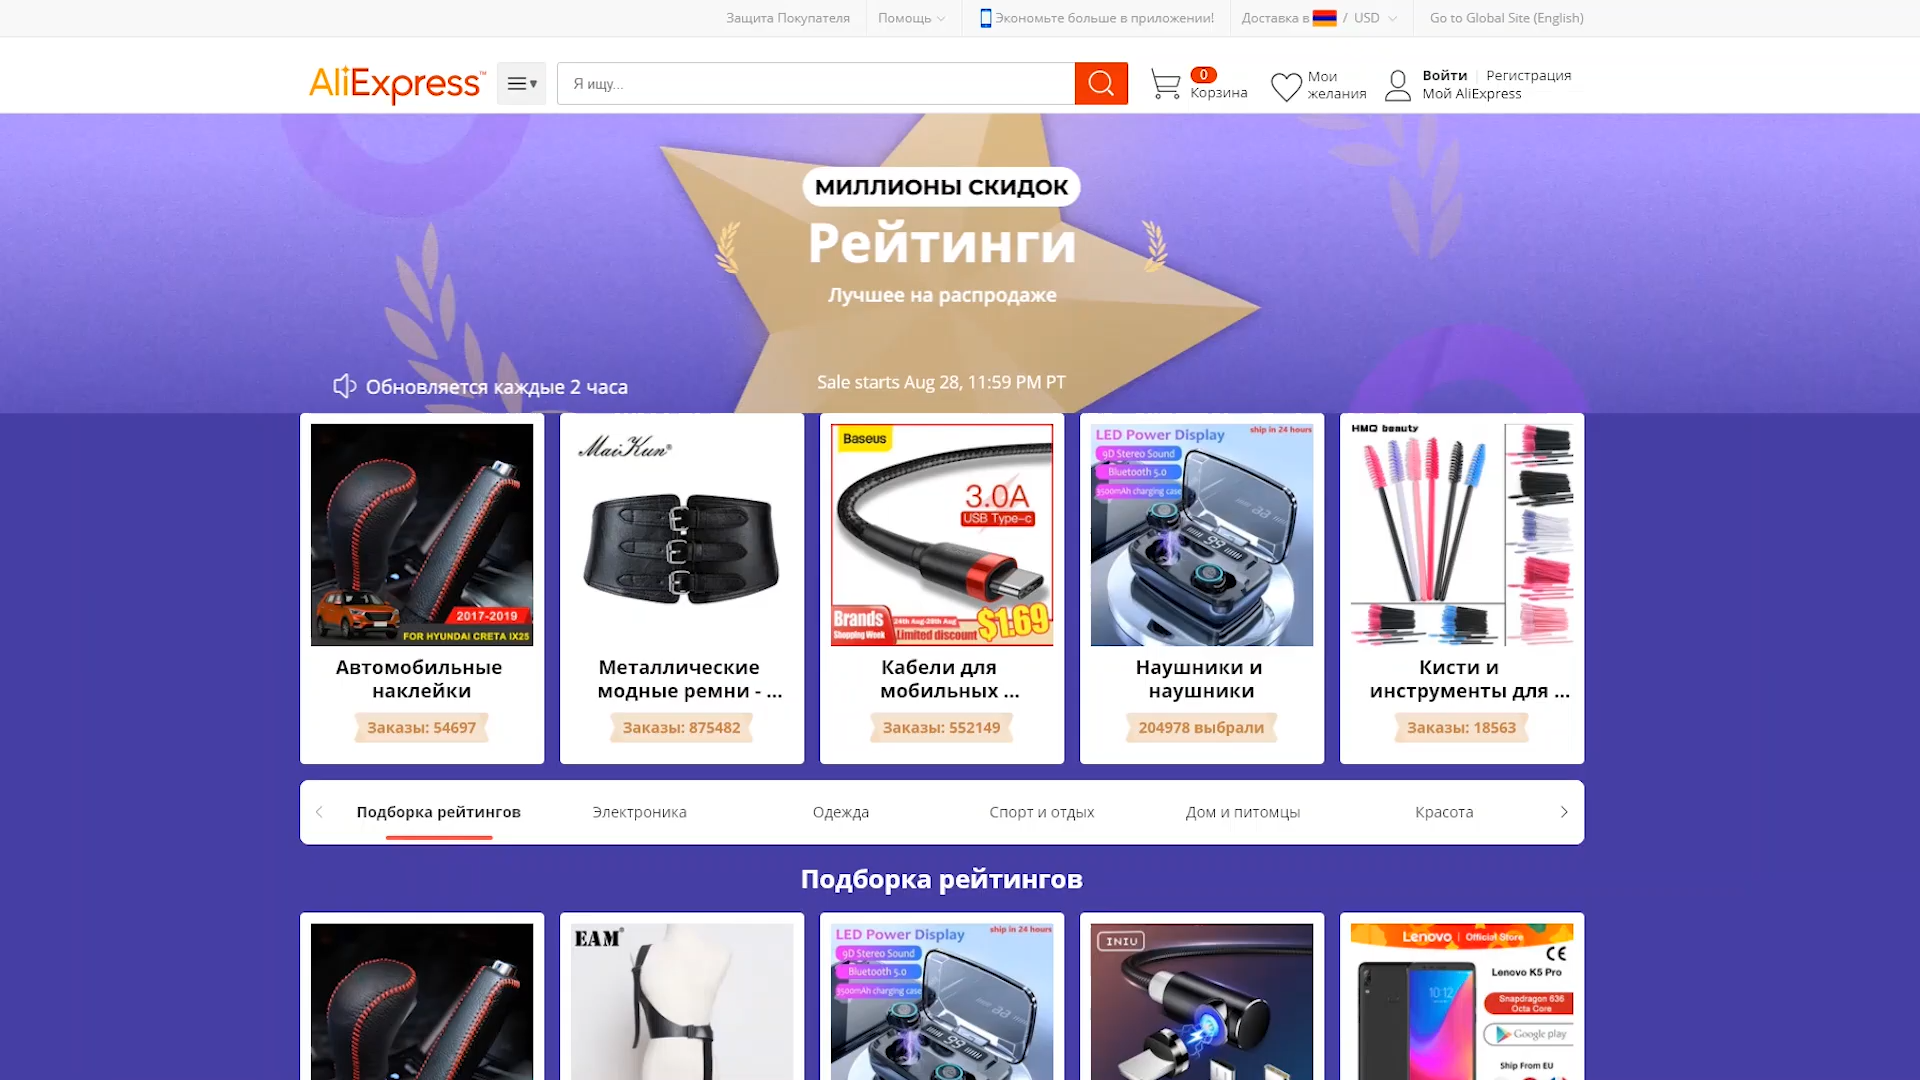 Защита Покупателя
Помощь
Экономьте больше в приложении!
Доставка в / USD
Go to Global Site (English)
AliExpress™
Я ищу...
0
Корзина
Мои
желания
Войти
Регистрация
Мой AliExpress
МИЛЛИОНЫ СКИДОК
Рейтинги
Лучшее на распродаже
Обновляется каждые 2 часа
Sale starts Aug 28, 11:59 PM PT
2017-2019
FOR HYUNDAI CRETA IX25
Автомобильные
наклейки
Заказы: 54697
MaiKun®
Металлические
модные ремни - ...
Заказы: 875482
Baseus
3.0A
USB Type-c
Brands
Shopping Week
24th Aug-28th Aug
Limited discount
$1.69
Кабели для
мобильных ...
Заказы: 552149
LED Power Display
ship in 24 hours
9D Stereo Sound
Bluetooth 5.0
3500mAh charging case
99
Наушники и
наушники
204978 выбрали
HMQ beauty
Кисти и
инструменты для ...
Заказы: 18563
Подборка рейтингов
Электроника
Одежда
Спорт и отдых
Дом и питомцы
Красота
Подборка рейтингов
EAM®
LED Power Display
ship in 24 hours
9D Stereo Sound
Bluetooth 5.0
3500mAh charging case
99
INIU
Lenovo
Official Store
CE
Lenovo K5 Pro
10:12
Snapdragon 636
Octa Core
Google play
Ship From EU